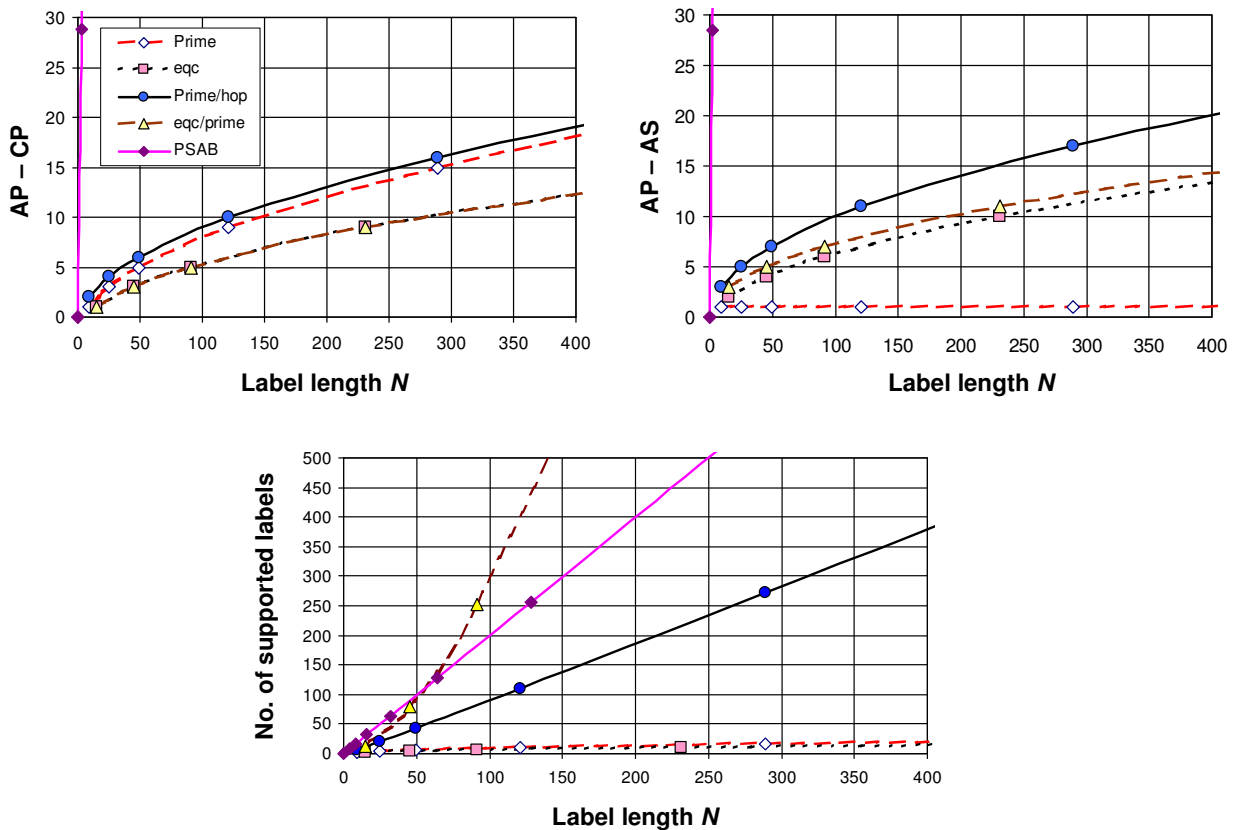 30
25
20
15
10
5
0
AP – CP
Prime
eqc
Prime/hop
eqc/prime
PSAB
0 50 100 150 200 250 300 350 400
Label length N
30
25
20
15
10
5
0
AP – AS
0 50 100 150 200 250 300 350 400
Label length N
500
450
400
350
300
250
200
150
100
50
0
No. of supported labels
0 50 100 150 200 250 300 350 400
Label length N